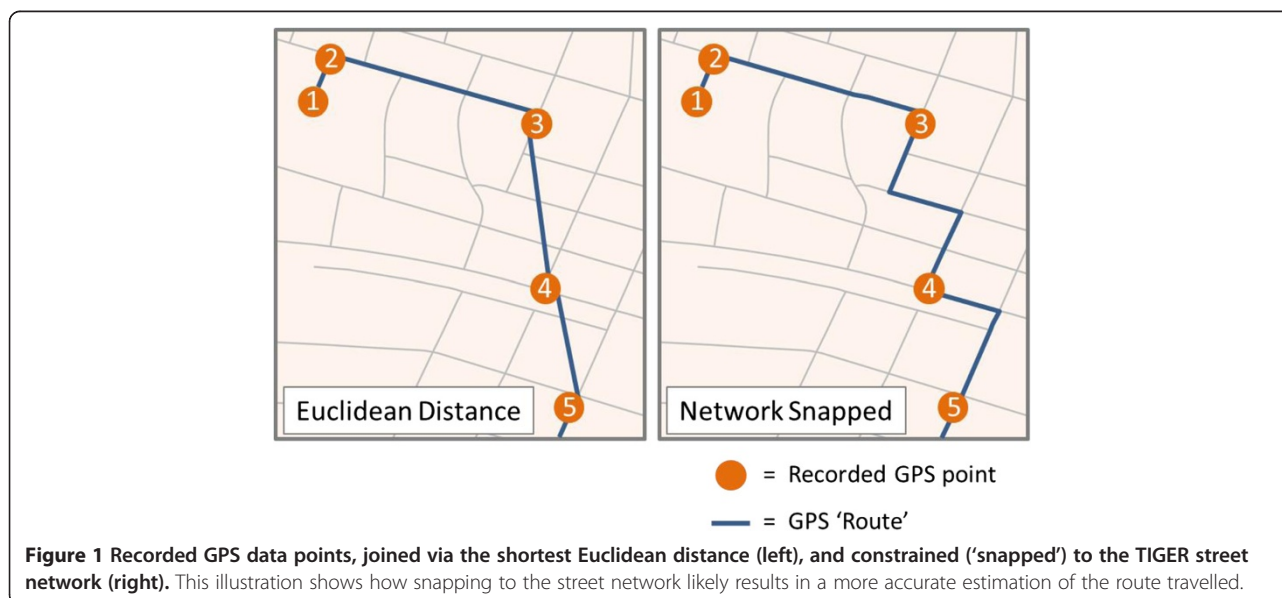 2
1
3
4
5
Euclidean Distance
2
1
3
4
5
Network Snapped
= Recorded GPS point
= GPS ‘Route’
Figure 1 Recorded GPS data points, joined via the shortest Euclidean distance (left), and constrained (‘snapped’) to the TIGER street
network (right). This illustration shows how snapping to the street network likely results in a more accurate estimation of the route travelled.